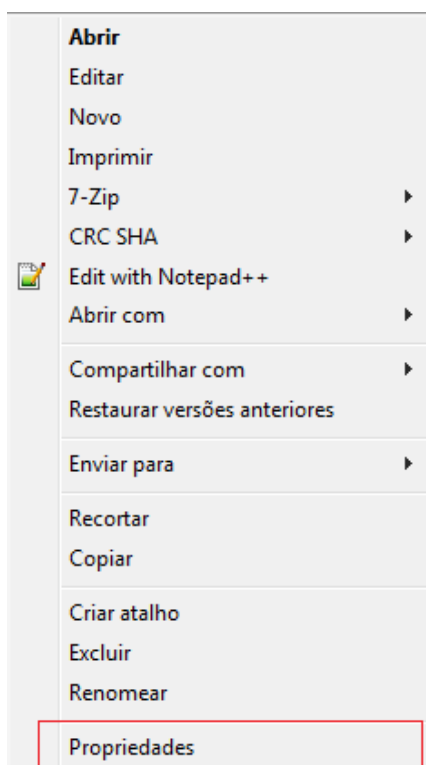 Abrir
Editar
Novo
Imprimir
7-Zip
CRC SHA
Edit with Notepad++
Abrir com
Compartilhar com
Restaurar versões anteriores
Enviar para
Recortar
Copiar
Criar atalho
Excluir
Renomear
Propriedades